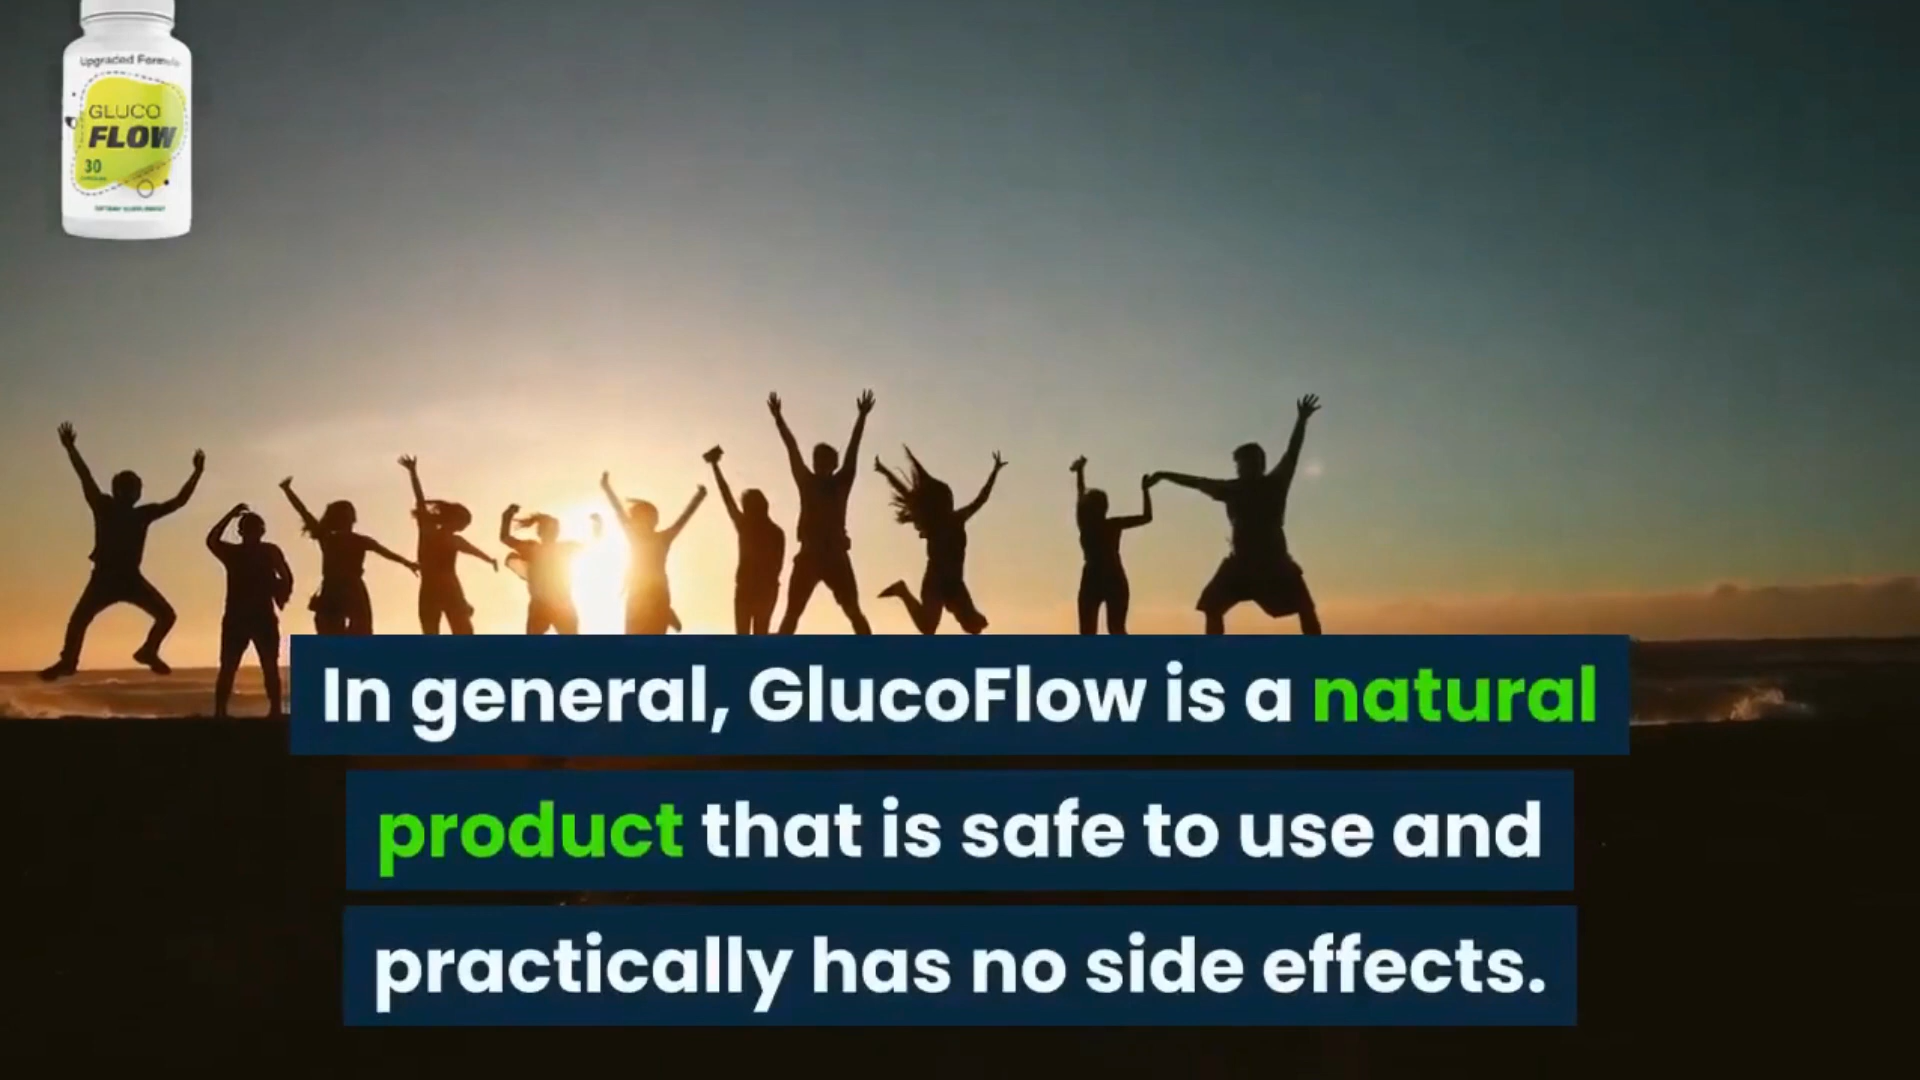 Upgraded Formula
GLUCO
FLOW
30
In general, GlucoFlow is a natural
product that is safe to use and
practically has no side effects.